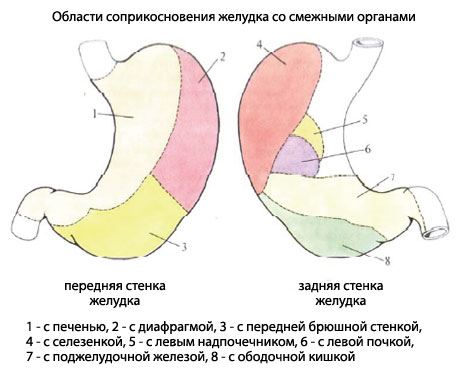 Области соприкосновения желудка со смежными органами
1
2
3
4
5
6
7
8
передняя стенка
желудка
задняя стенка
желудка
1 - с печенью, 2 - с диафрагмой, 3 - с передней брюшной стенкой,
4 - с селезенкой, 5 - с левым надпочечником, 6 - с левой почкой,
7 - с поджелудочной железой, 8 - с ободочной кишкой